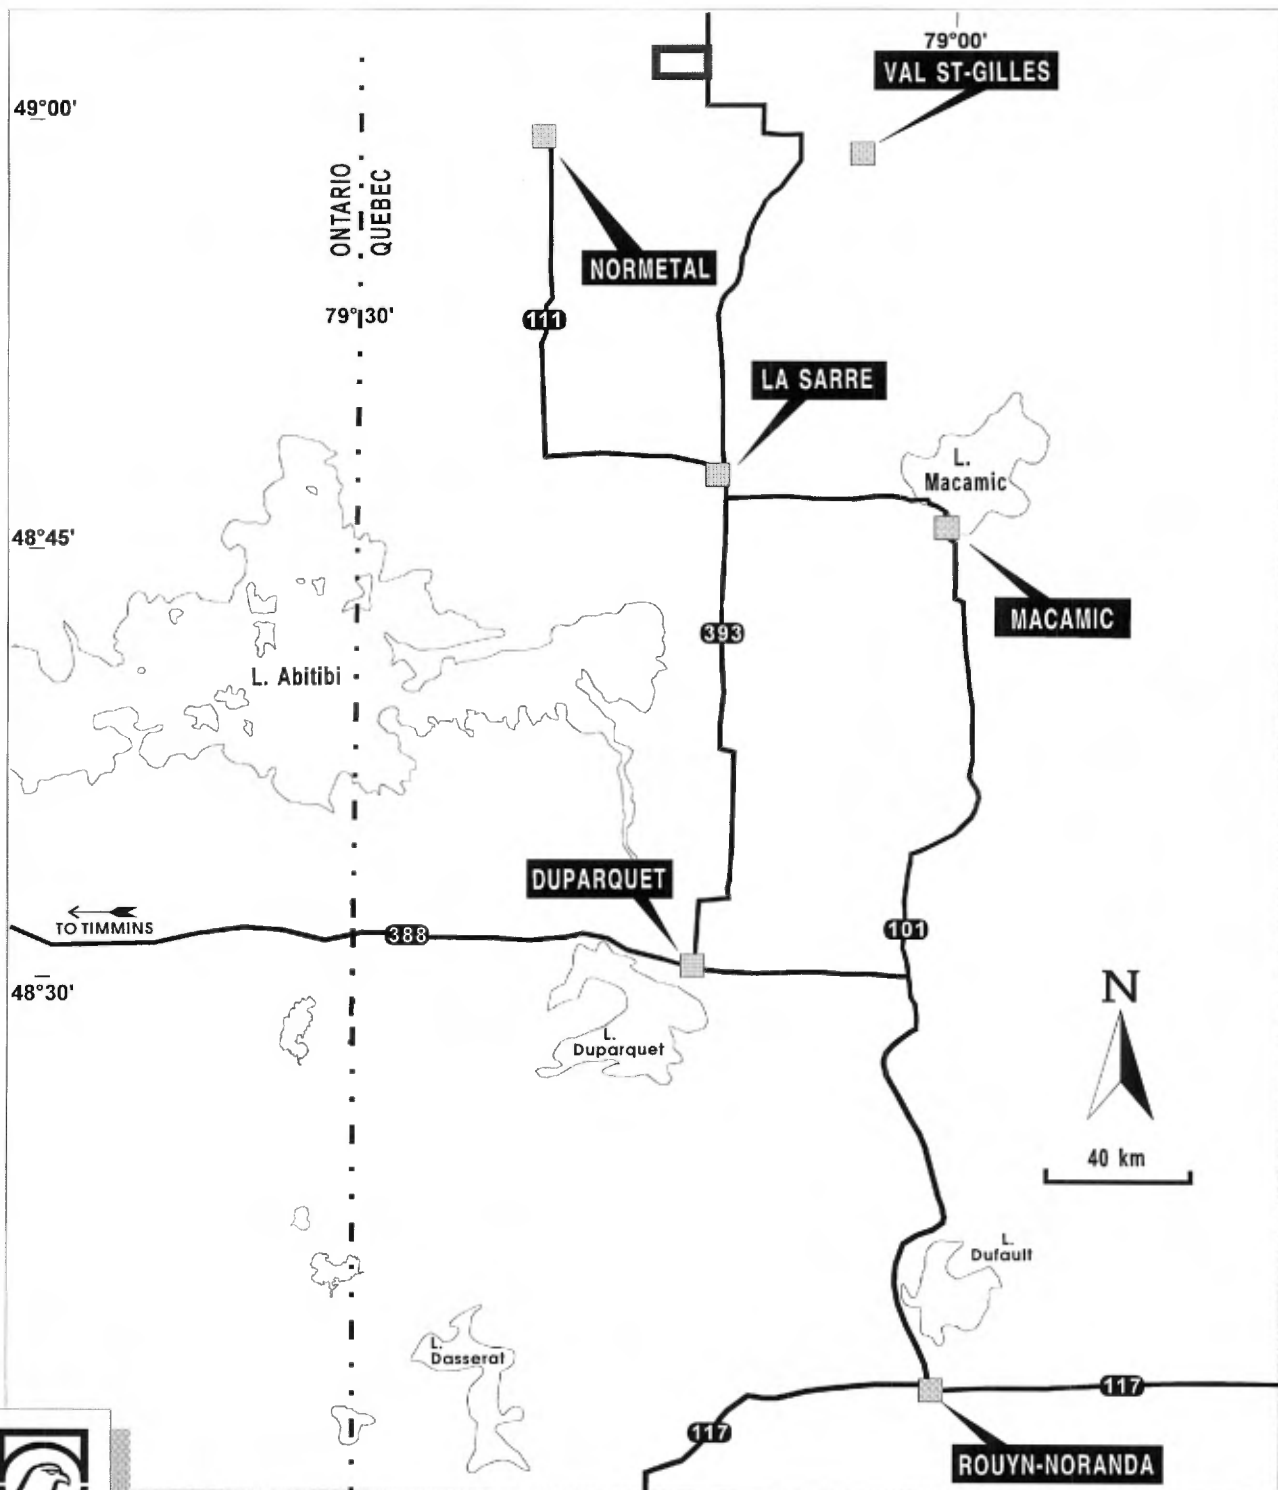 79°00'
VAL ST-GILLES
49°00'
ONTARIO
QUEBEC
NORMETAL
79°30'
111
LA SARRE
L.
Macamic
48°45'
MACAMIC
393
L. Abitibi
DUPARQUET
TO TIMMINS
388
101
48°30'
N
L.
Duparquet
40 km
L.
Dufault
L.
Dasserat
117
117
ROUYN-NORANDA